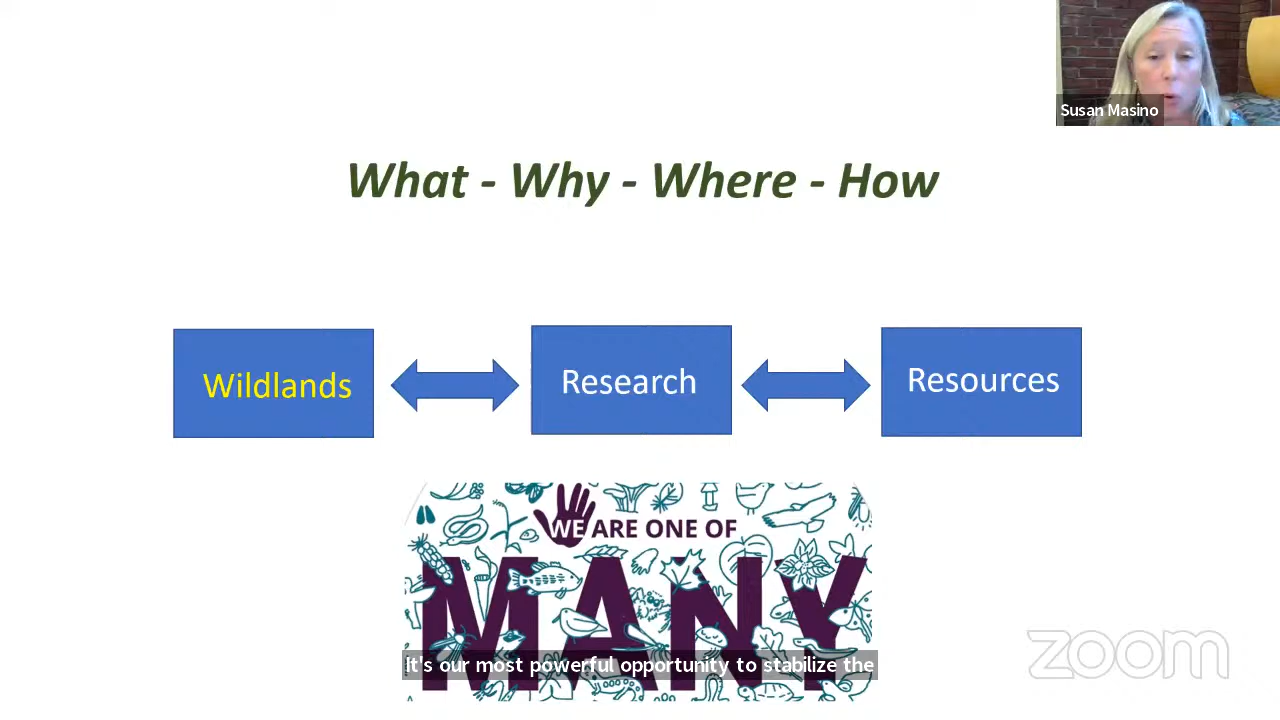 Susan Masino
What - Why - Where - How
Wildlands
Research
Resources
WE ARE ONE OF
MANY
It's our most powerful opportunity to stabilize the
zoom